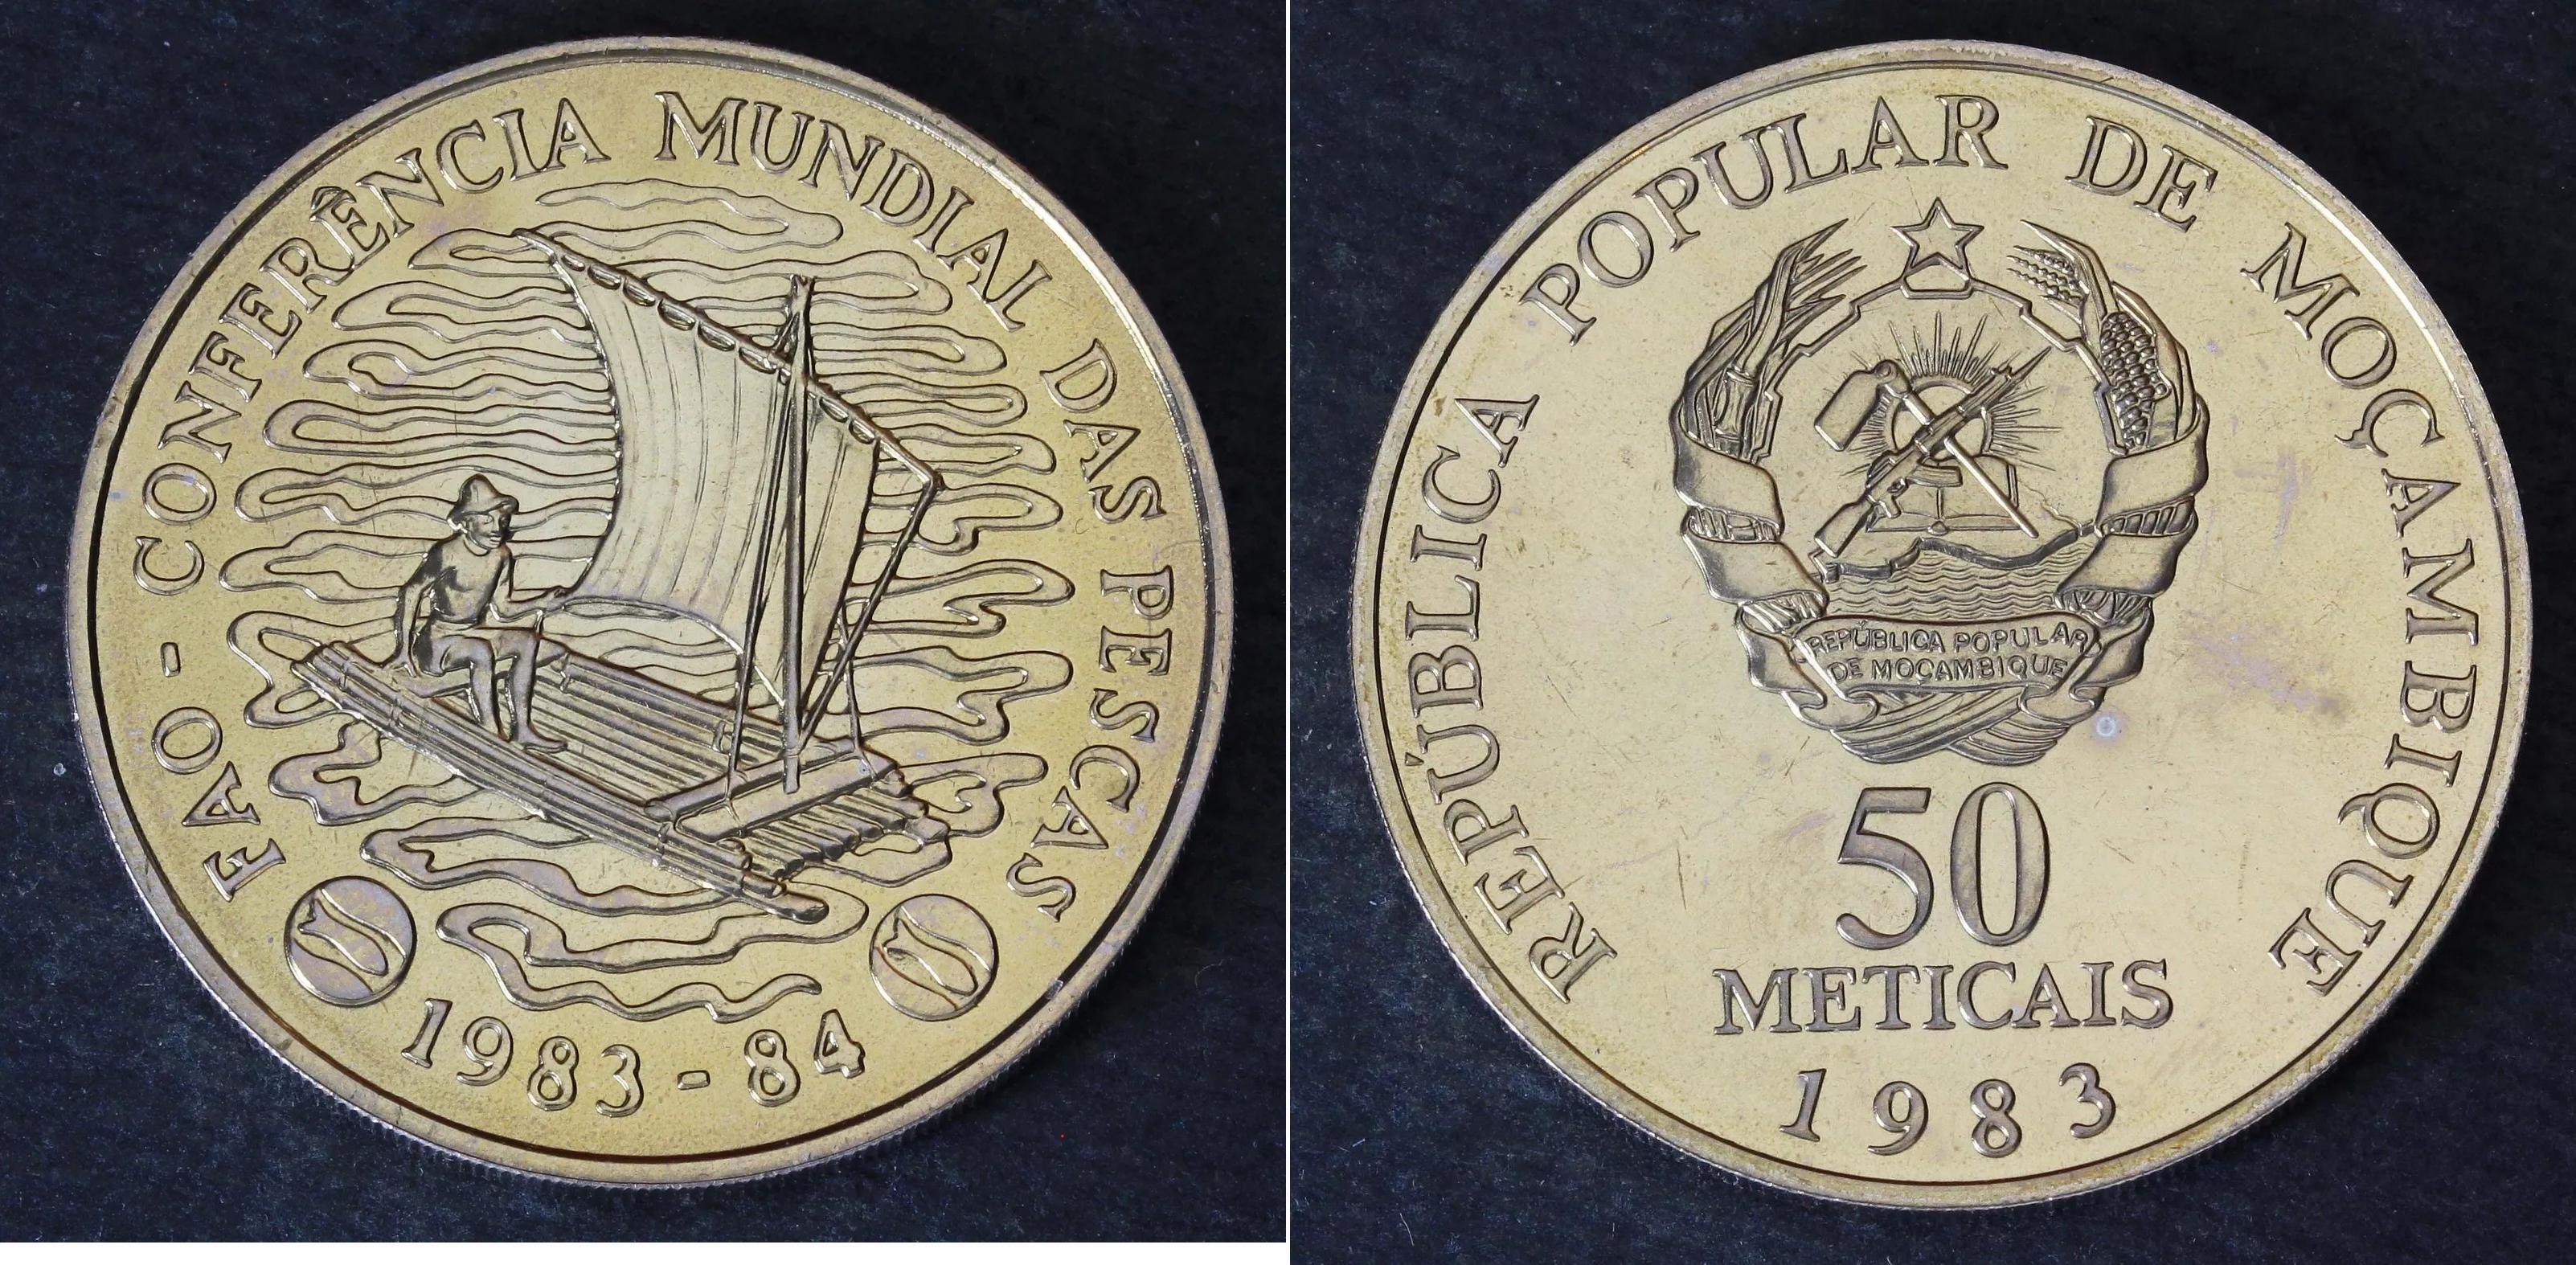 FAO - CONFERÊNCIA MUNDIAL DAS PESCAS
1983 - 84
REPÚBLICA POPULAR DE MOÇAMBIQUE
REPÚBLICA POPULAR
DE MOÇAMBIQUE
50
METICAIS
1983